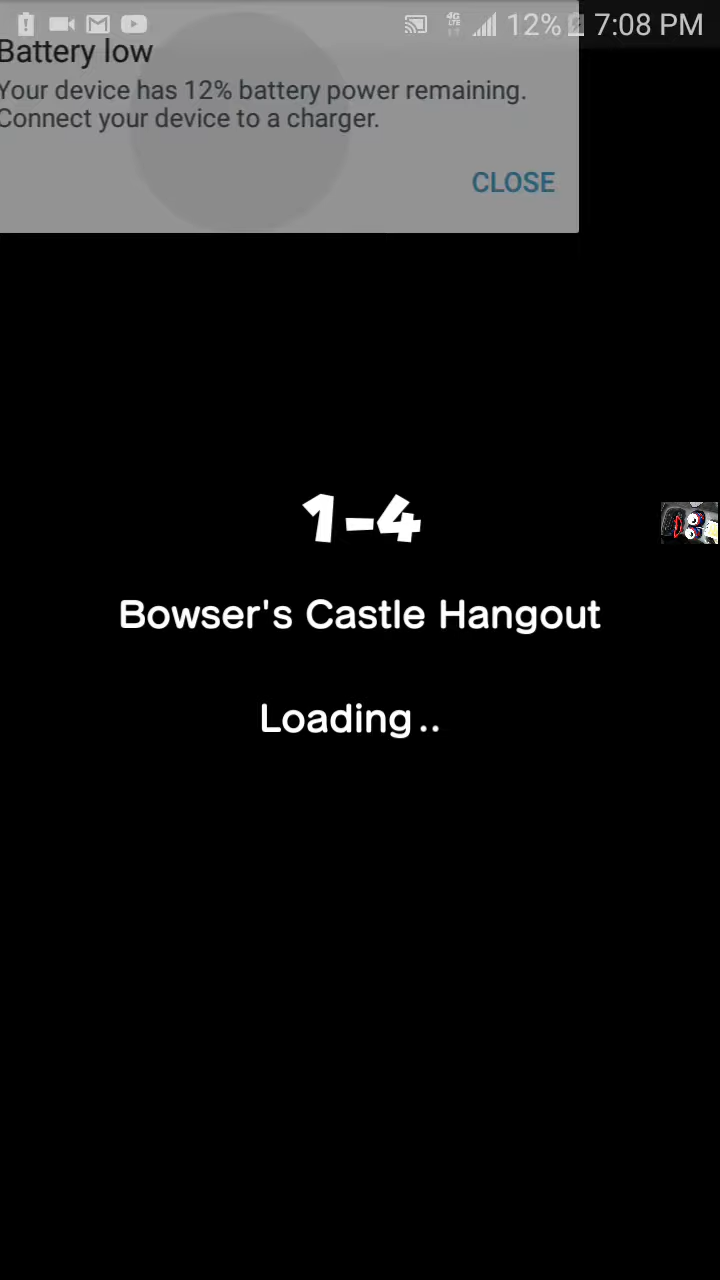 12% 7:08 PM
Battery low
Your device has 12% battery power remaining.
Connect your device to a charger.
CLOSE
1-4
Bowser's Castle Hangout
Loading..